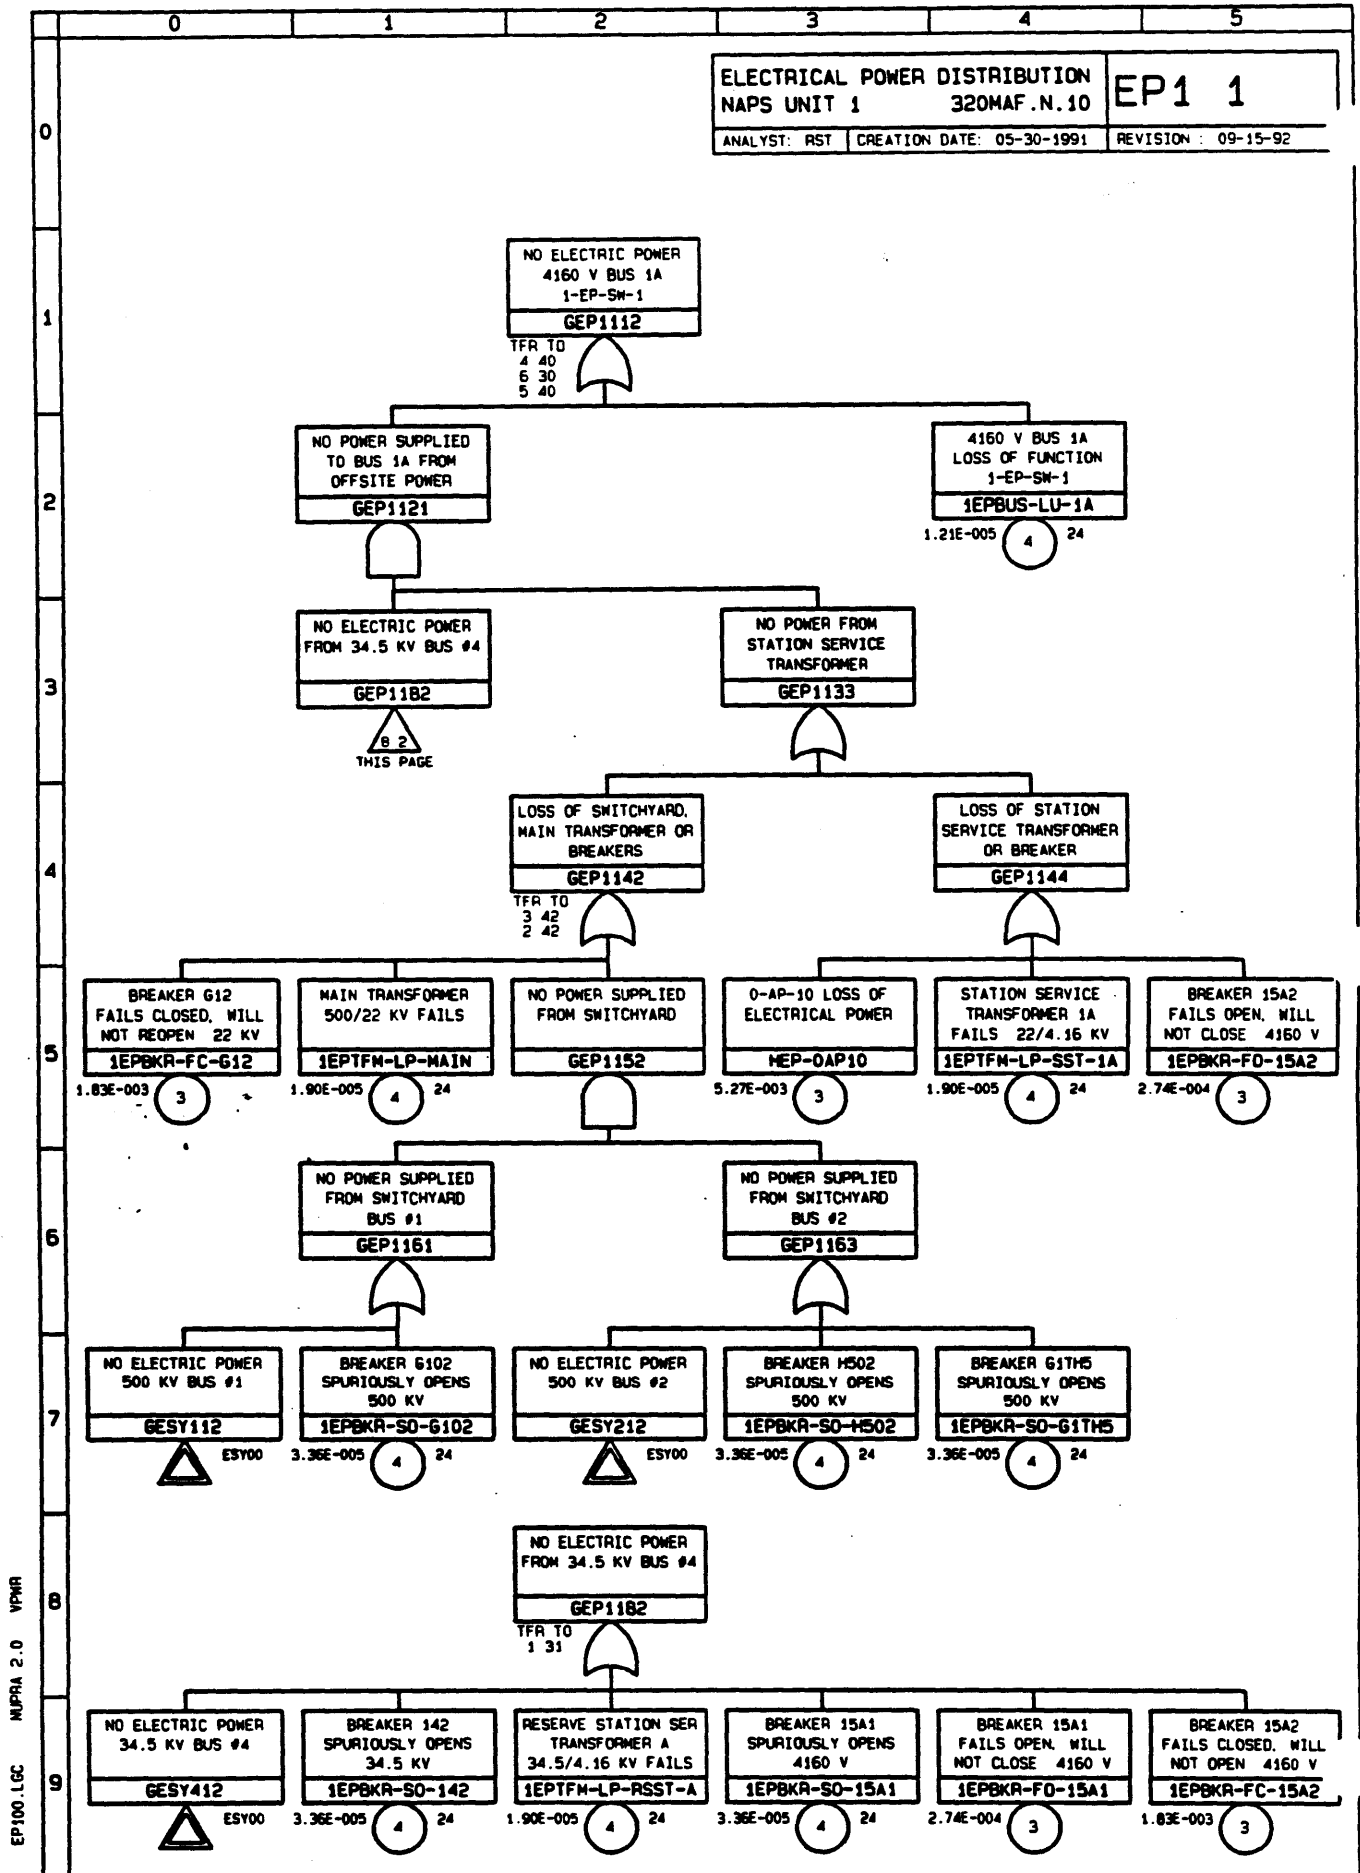 0 1 2 3 4 5
ELECTRICAL POWER DISTRIBUTION
NAPS UNIT 1 320MAF.N.10
EP1 1
ANALYST: RST CREATION DATE: 05-30-1991 REVISION : 09-15-92
0
NO ELECTRIC POWER
4160 V BUS 1A
1-EP-SW-1
GEP1112
1
TFR TO
4 40
6 30
5 40
NO POWER SUPPLIED
TO BUS 1A FROM
OFFSITE POWER
GEP1121
4160 V BUS 1A
LOSS OF FUNCTION
1-EP-SW-1
1EPBUS-LU-1A
1.21E-005 4 24
2
NO ELECTRIC POWER
FROM 34.5 KV BUS #4
GEP11B2
B 2
THIS PAGE
NO POWER FROM
STATION SERVICE
TRANSFORMER
GEP1133
3
LOSS OF SWITCHYARD,
MAIN TRANSFORMER OR
BREAKERS
GEP1142
TFR TO
3 42
2 42
LOSS OF STATION
SERVICE TRANSFORMER
OR BREAKER
GEP1144
4
BREAKER G12
FAILS CLOSED, WILL
NOT REOPEN 22 KV
1EPBKR-FC-G12
1.83E-003 3
MAIN TRANSFORMER
500/22 KV FAILS
1EPTFM-LP-MAIN
1.90E-005 4 24
NO POWER SUPPLIED
FROM SWITCHYARD
GEP1152
0-AP-10 LOSS OF
ELECTRICAL POWER
HEP-0AP10
5.27E-003 3
STATION SERVICE
TRANSFORMER 1A
FAILS 22/4.16 KV
1EPTFM-LP-SST-1A
1.90E-005 4 24
BREAKER 15A2
FAILS OPEN, WILL
NOT CLOSE 4160 V
1EPBKR-FO-15A2
2.74E-004 3
5
NO POWER SUPPLIED
FROM SWITCHYARD
BUS #1
GEP1161
NO POWER SUPPLIED
FROM SWITCHYARD
BUS #2
GEP1163
6
NO ELECTRIC POWER
500 KV BUS #1
GESY112
ESY00
BREAKER G102
SPURIOUSLY OPENS
500 KV
1EPBKR-SO-G102
3.36E-005 4 24
NO ELECTRIC POWER
500 KV BUS #2
GESY212
ESY00
BREAKER H502
SPURIOUSLY OPENS
500 KV
1EPBKR-SO-H502
3.36E-005 4 24
BREAKER G1TH5
SPURIOUSLY OPENS
500 KV
1EPBKR-SO-G1TH5
3.36E-005 4 24
7
NO ELECTRIC POWER
FROM 34.5 KV BUS #4
GEP11B2
TFR TO
1 31
8
NO ELECTRIC POWER
34.5 KV BUS #4
GESY412
ESY00
BREAKER 142
SPURIOUSLY OPENS
34.5 KV
1EPBKR-SO-142
3.36E-005 4 24
RESERVE STATION SER
TRANSFORMER A
34.5/4.16 KV FAILS
1EPTFM-LP-RSST-A
1.90E-005 4 24
BREAKER 15A1
SPURIOUSLY OPENS
4160 V
1EPBKR-SO-15A1
3.36E-005 4 24
BREAKER 15A1
FAILS OPEN, WILL
NOT CLOSE 4160 V
1EPBKR-FO-15A1
2.74E-004 3
BREAKER 15A2
FAILS CLOSED, WILL
NOT OPEN 4160 V
1EPBKR-FC-15A2
1.83E-003 3
9
EP100.LGC NUPRA 2.0 VPWR